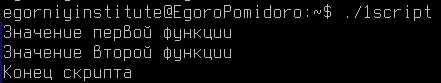 egorniyinstitute@EgoroPomidoro:~$ ./1script
Значение первой функции
Значение второй функции
Конец скрипта